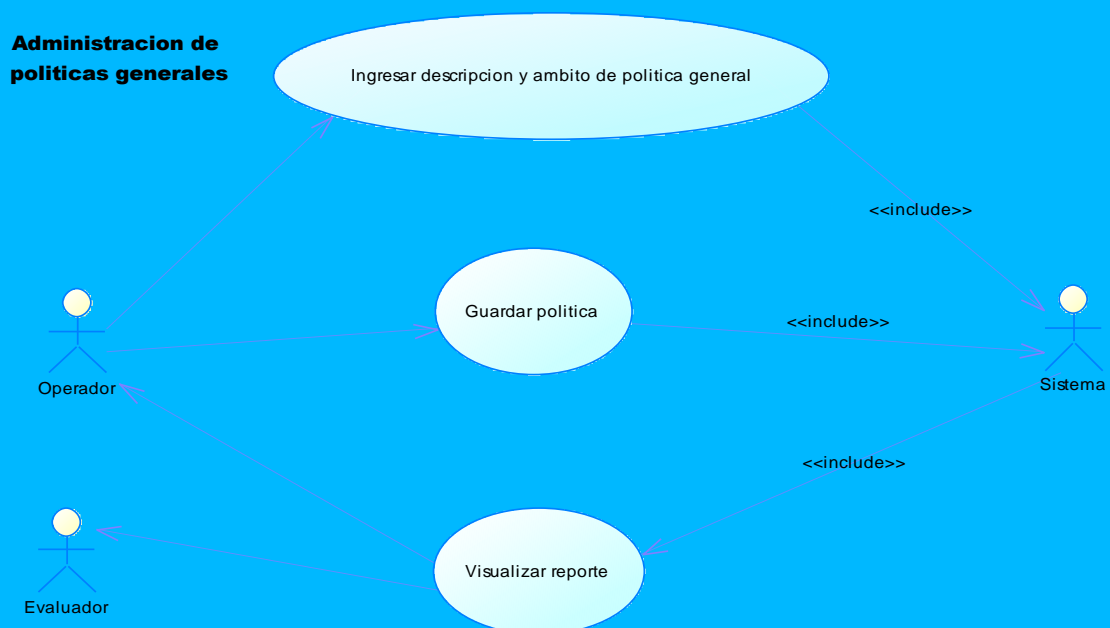 Administracion de
politicas generales
Ingresar descripcion y ambito de politica general
<<include>>
Guardar politica
<<include>>
Operador
Sistema
<<include>>
Visualizar reporte
Evaluador